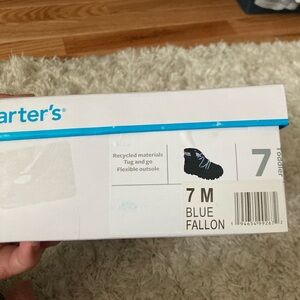 arter's
Recycled materials
Tug and go
Flexible outsole
7
Toddler
7 M
BLUE
FALLON